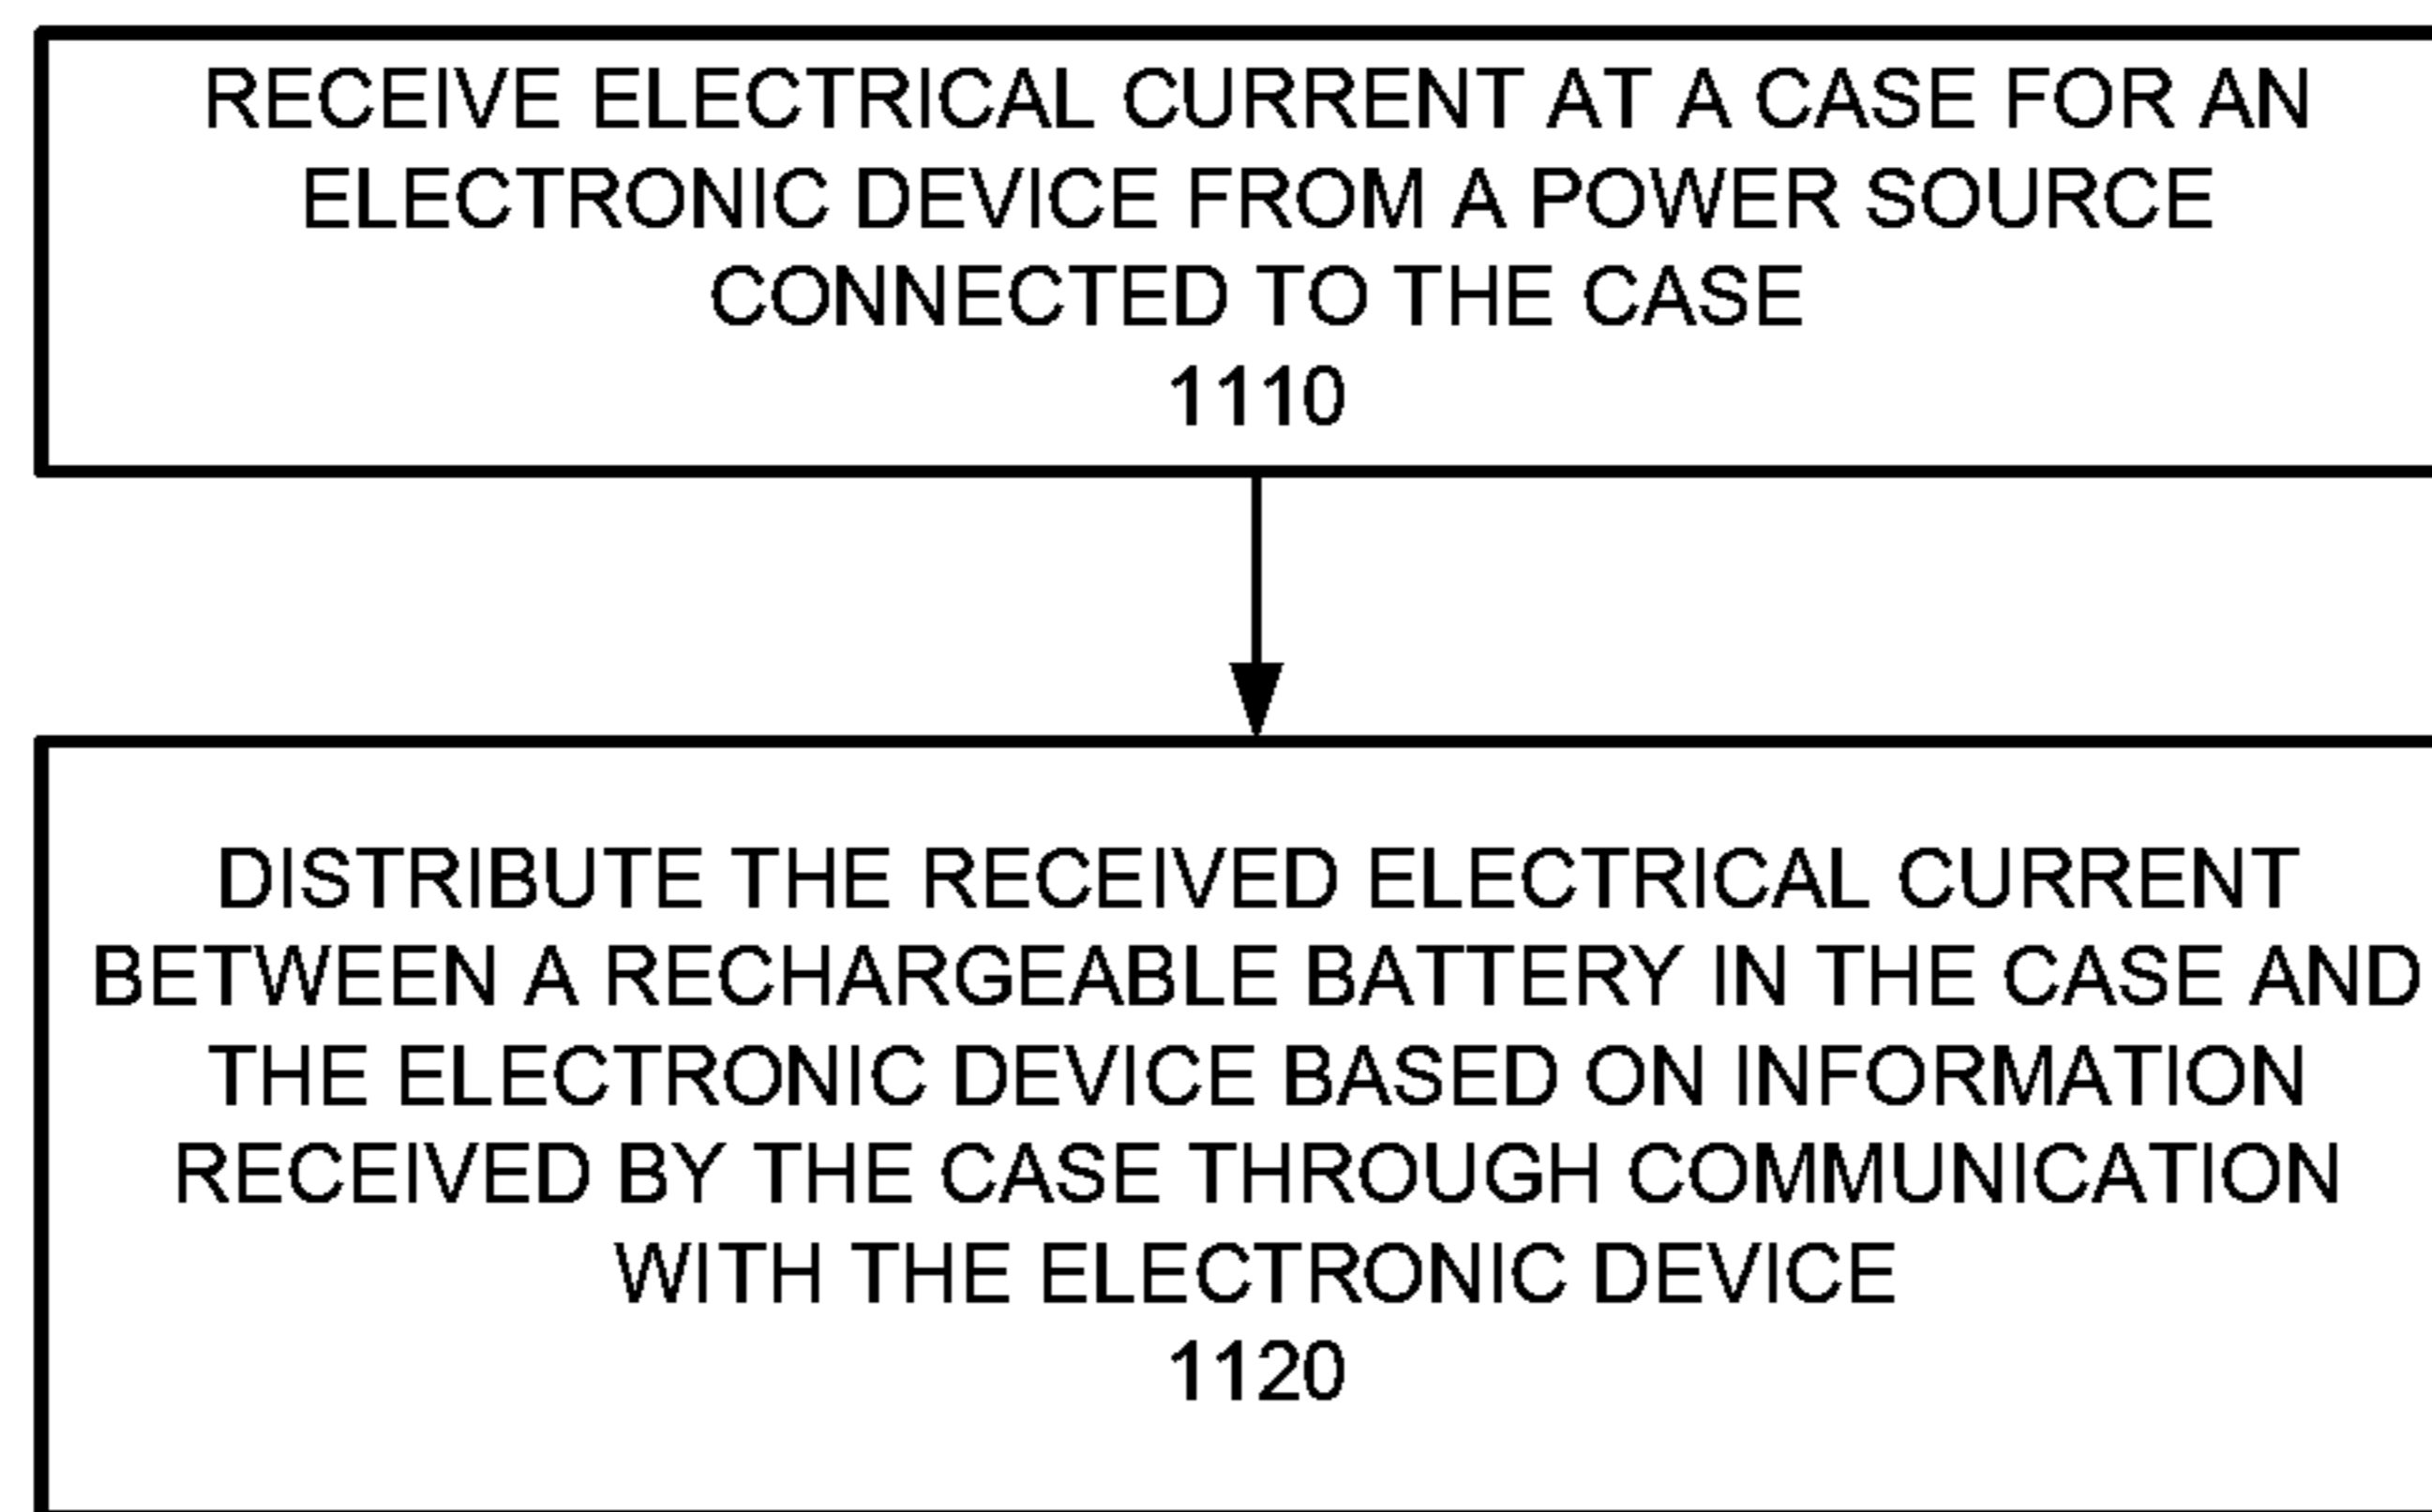 RECEIVE ELECTRICAL CURRENT AT A CASE FOR AN
ELECTRONIC DEVICE FROM A POWER SOURCE
CONNECTED TO THE CASE
1110
DISTRIBUTE THE RECEIVED ELECTRICAL CURRENT
BETWEEN A RECHARGEABLE BATTERY IN THE CASE AND
THE ELECTRONIC DEVICE BASED ON INFORMATION
RECEIVED BY THE CASE THROUGH COMMUNICATION
WITH THE ELECTRONIC DEVICE
1120